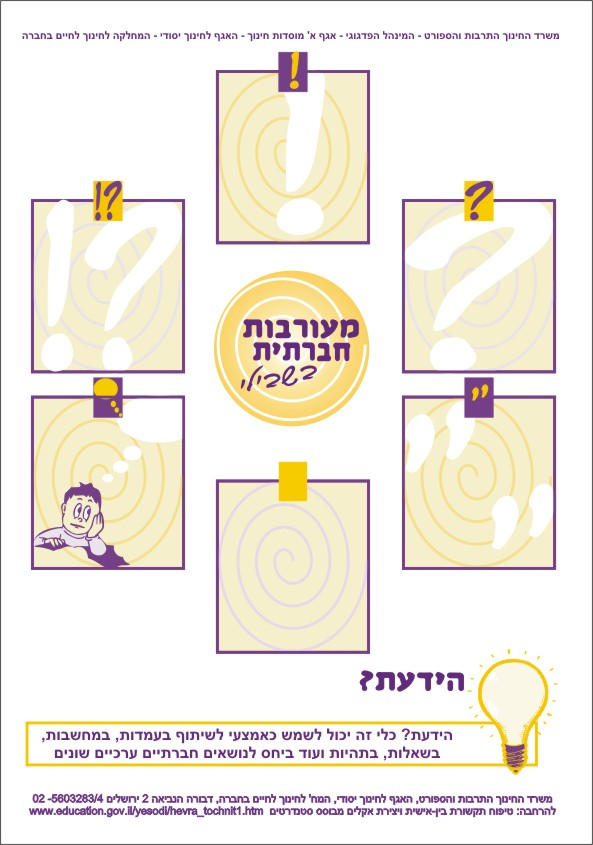 משרד החינוך התרבות והספורט - המינהל הפדגוגי - אגף א' מוסדות חינוך - האגף לחינוך יסודי - המחלקה לחינוך לחיים בחברה
!
!?
?
מעורבות
חברתית
בשבילי
"
הידעת?
הידעת? כלי זה יכול לשמש כאמצעי לשיתוף בעמדות, במחשבות,
בשאלות, בתהיות ועוד ביחס לנושאים חברתיים ערכיים שונים
משרד החינוך התרבות והספורט, האגף לחינוך יסודי, המח' לחינוך לחיים בחברה, דבורה הנביאה 2 ירושלים 02 -5603283/4
להרחבה: טיפוח תקשורת בין-אישית ויצירת אקלים מבוסס סטנדרטים www.education.gov.il/yesodi/hevra_tochnit1.htm